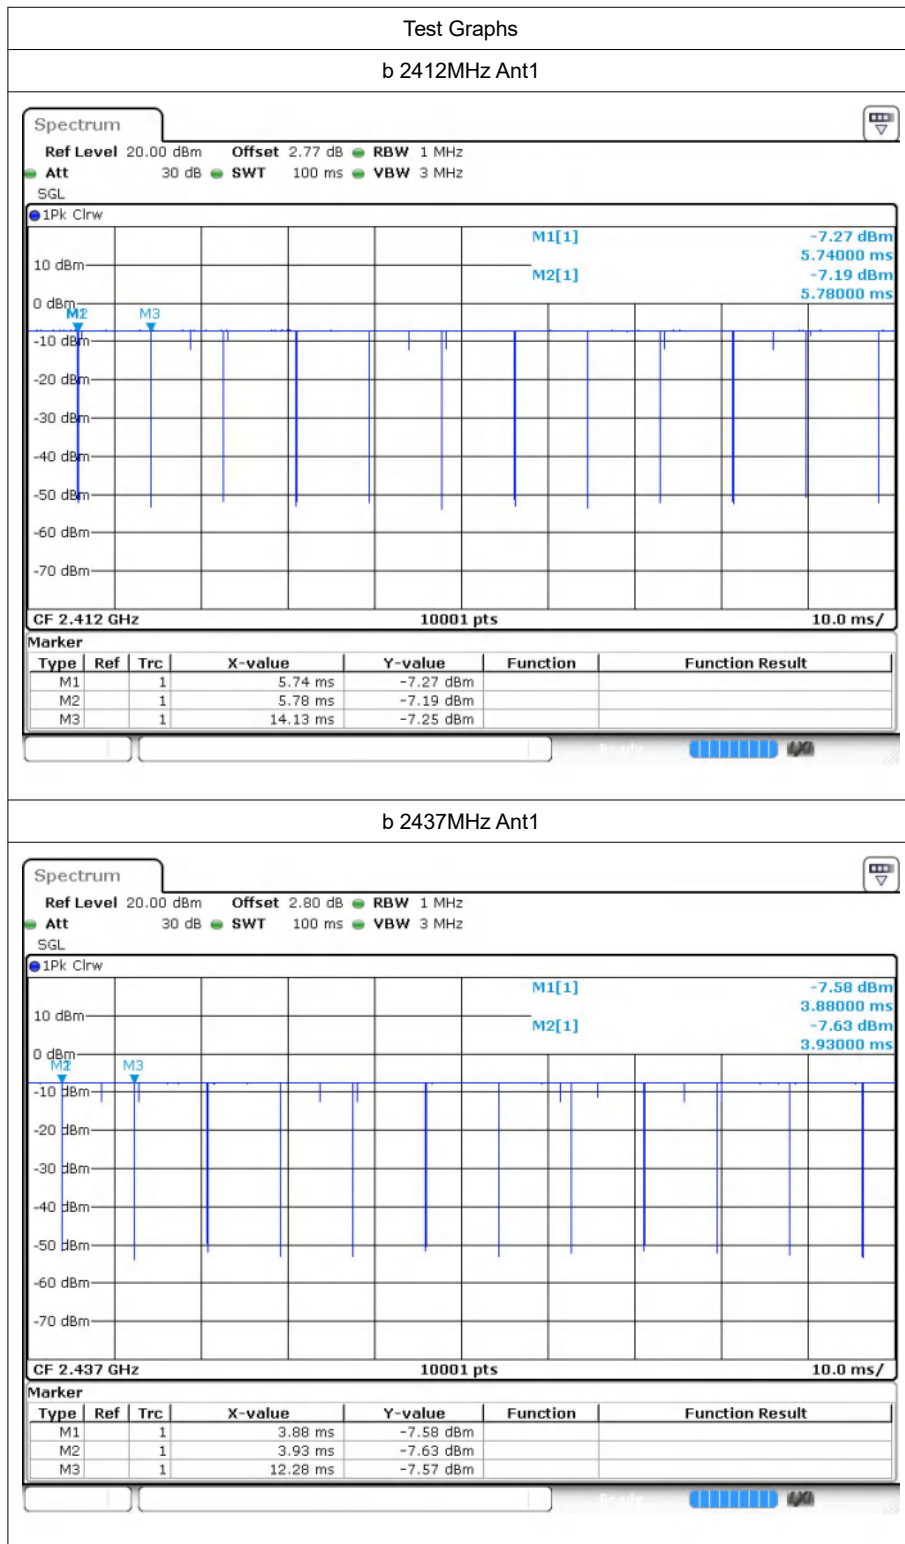 Test Graphs
b 2412MHz Ant1
Spectrum
Ref Level 20.00 dBm Offset 2.77 dB RBW 1 MHz
Att 30 dB SWT 100 ms VBW 3 MHz
SGL
1Pk Clrw
M1[1] -7.27 dBm
5.74000 ms
10 dBm
M2[1] -7.19 dBm
5.78000 ms
0 dBm
M2 M3
-10 dBm
-20 dBm
-30 dBm
-40 dBm
-50 dBm
-60 dBm
-70 dBm
CF 2.412 GHz 10001 pts 10.0 ms/
Marker
Type Ref Trc X-value Y-value Function Function Result
M1 1 5.74 ms -7.27 dBm
M2 1 5.78 ms -7.19 dBm
M3 1 14.13 ms -7.25 dBm
Ready
b 2437MHz Ant1
Spectrum
Ref Level 20.00 dBm Offset 2.80 dB RBW 1 MHz
Att 30 dB SWT 100 ms VBW 3 MHz
SGL
1Pk Clrw
M1[1] -7.58 dBm
3.88000 ms
10 dBm
M2[1] -7.63 dBm
3.93000 ms
0 dBm
M2 M3
-10 dBm
-20 dBm
-30 dBm
-40 dBm
-50 dBm
-60 dBm
-70 dBm
CF 2.437 GHz 10001 pts 10.0 ms/
Marker
Type Ref Trc X-value Y-value Function Function Result
M1 1 3.88 ms -7.58 dBm
M2 1 3.93 ms -7.63 dBm
M3 1 12.28 ms -7.57 dBm
Ready